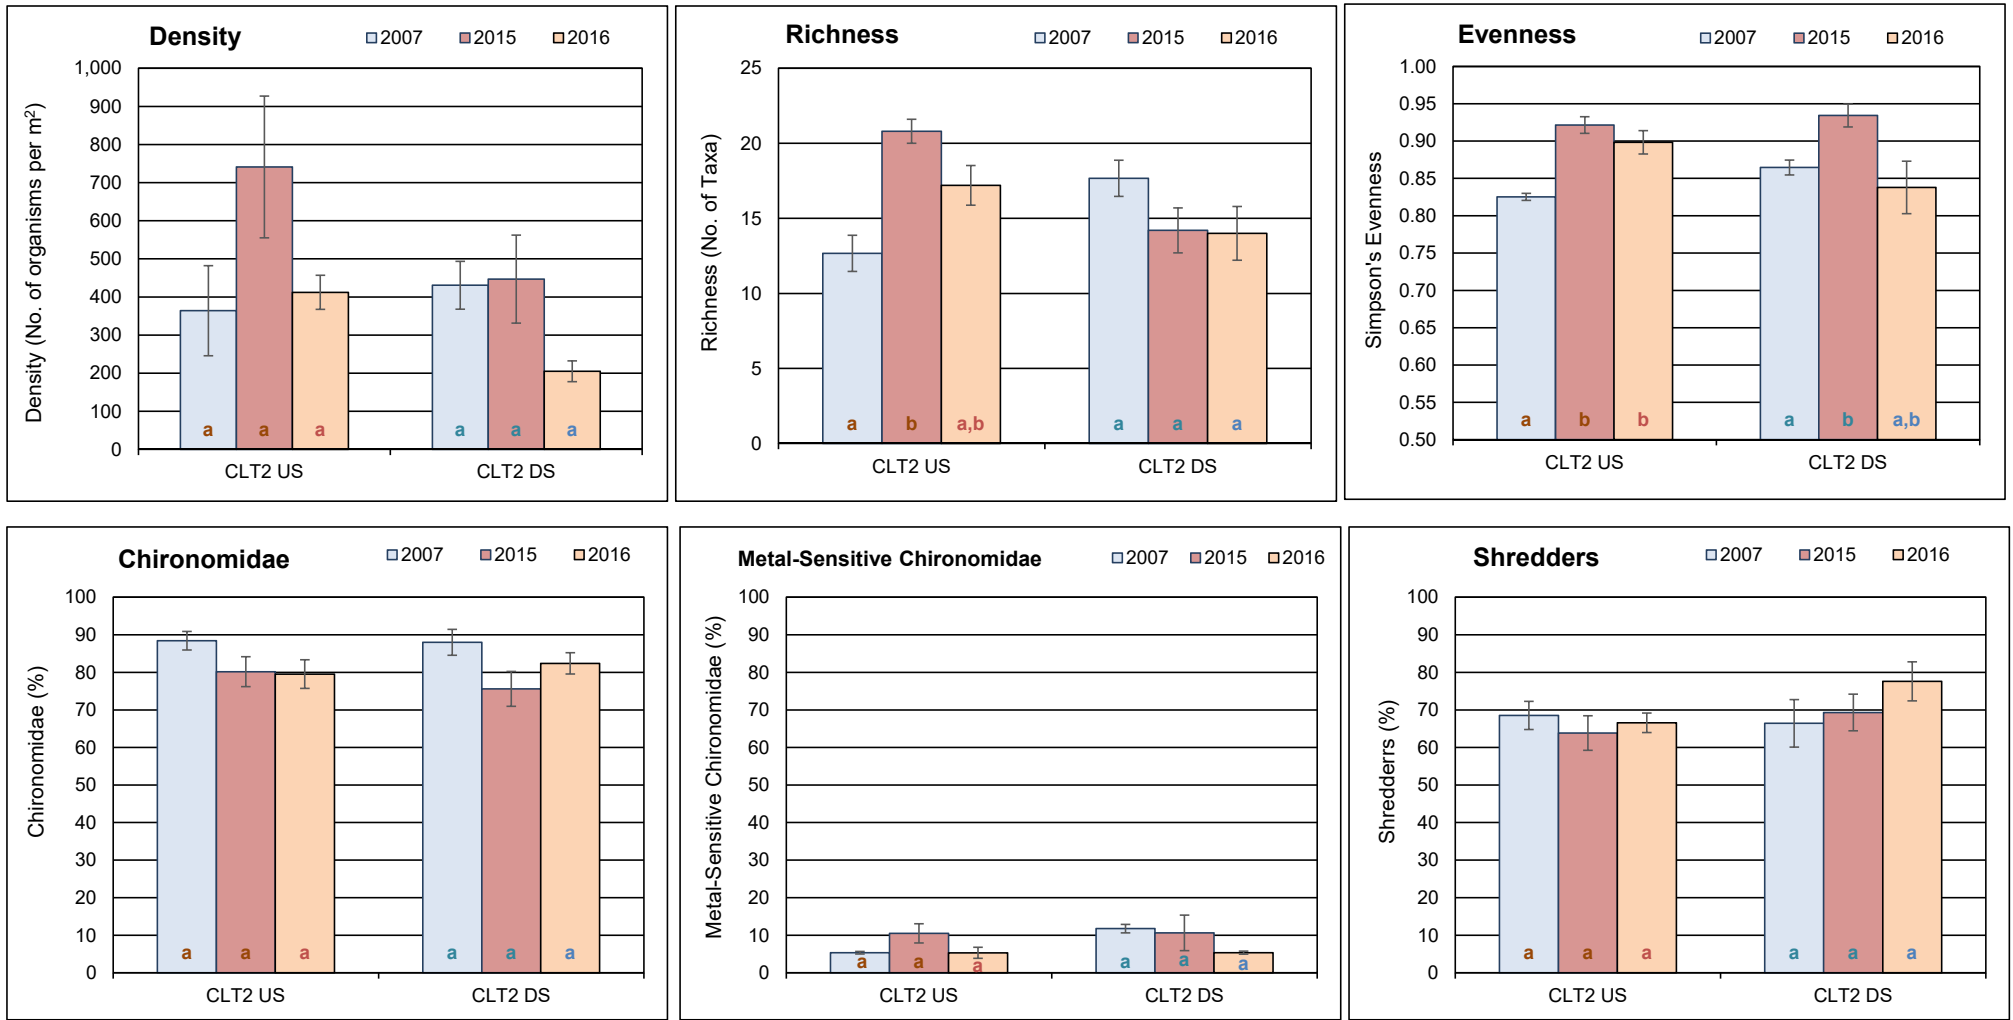 Density 2007 2015 2016
Density (No. of organisms per m²)
1,000
900
800
700
600
500
400
300
200
100
0
a a a a a a
CLT2 US CLT2 DS
Richness 2007 2015 2016
Richness (No. of Taxa)
25
20
15
10
5
0
a b a,b a a a
CLT2 US CLT2 DS
Evenness 2007 2015 2016
Simpson's Evenness
1.00
0.95
0.90
0.85
0.80
0.75
0.70
0.65
0.60
0.55
0.50
a b b a b a,b
CLT2 US CLT2 DS
Chironomidae 2007 2015 2016
Chironomidae (%)
100
90
80
70
60
50
40
30
20
10
0
a a a a a a
CLT2 US CLT2 DS
Metal-Sensitive Chironomidae 2007 2015 2016
Metal-Sensitive Chironomidae (%)
100
90
80
70
60
50
40
30
20
10
0
a a a a a a
CLT2 US CLT2 DS
Shredders 2007 2015 2016
Shredderrs (%)
100
90
80
70
60
50
40
30
20
10
0
a a a a a a
CLT2 US CLT2 DS